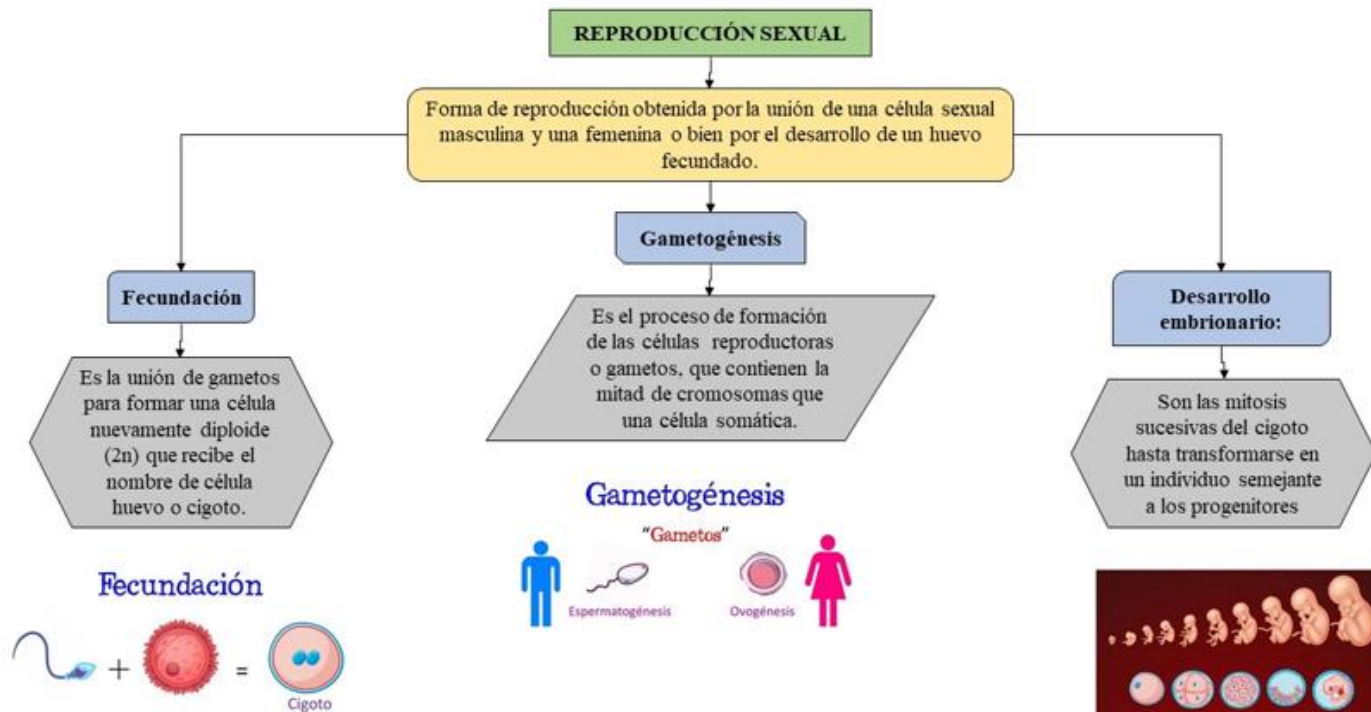 REPRODUCCIÓN SEXUAL
Forma de reproducción obtenida por la unión de una célula sexual
masculina y una femenina o bien por el desarrollo de un huevo
fecundado.
Fecundación
Es la unión de gametos
para formar una célula
nuevamente diploide
(2n) que recibe el
nombre de célula
huevo o cigoto.
Fecundación
+
=
Cigoto
Gametogénesis
Es el proceso de formación
de las células reproductoras
o gametos, que contienen la
mitad de cromosomas que
una célula somática.
Gametogénesis
"Gametos"
Espermatogénesis
Ovogénesis
Desarrollo
embrionario:
Son las mitosis
sucesivas del cigoto
hasta transformarse en
un individuo semejante
a los progenitores